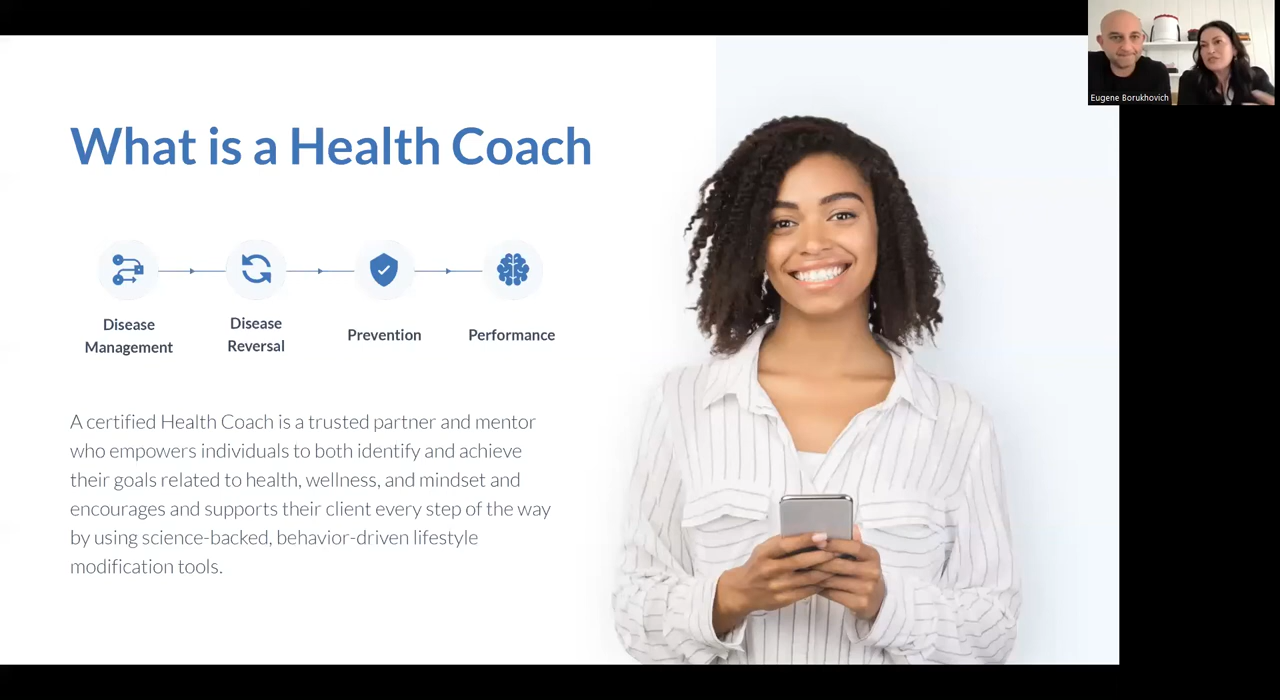 Eugene Borukhovich
What is a Health Coach
Disease
Management
Disease
Reversal
Prevention
Performance
A certified Health Coach is a trusted partner and mentor
who empowers individuals to both identify and achieve
their goals related to health, wellness, and mindset and
encourages and supports their client every step of the way
by using science-backed, behavior-driven lifestyle
modification tools.